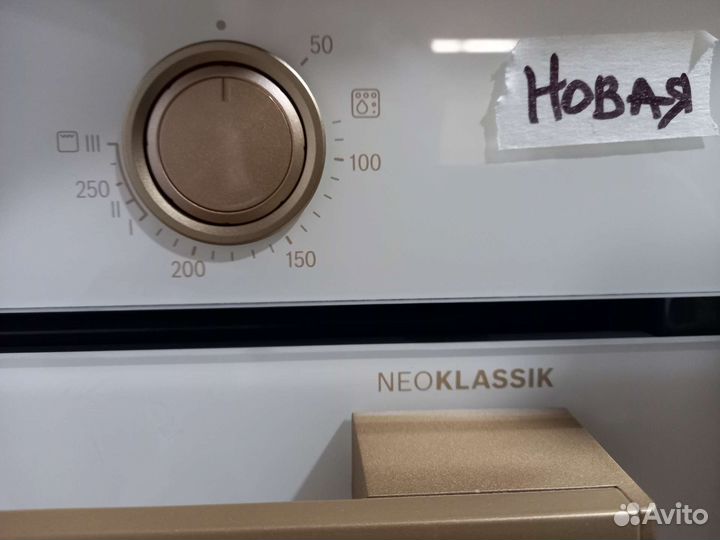 50
НОВАЯ
100
III
250
II
I
150
200
NEOKLASSIK
Avito